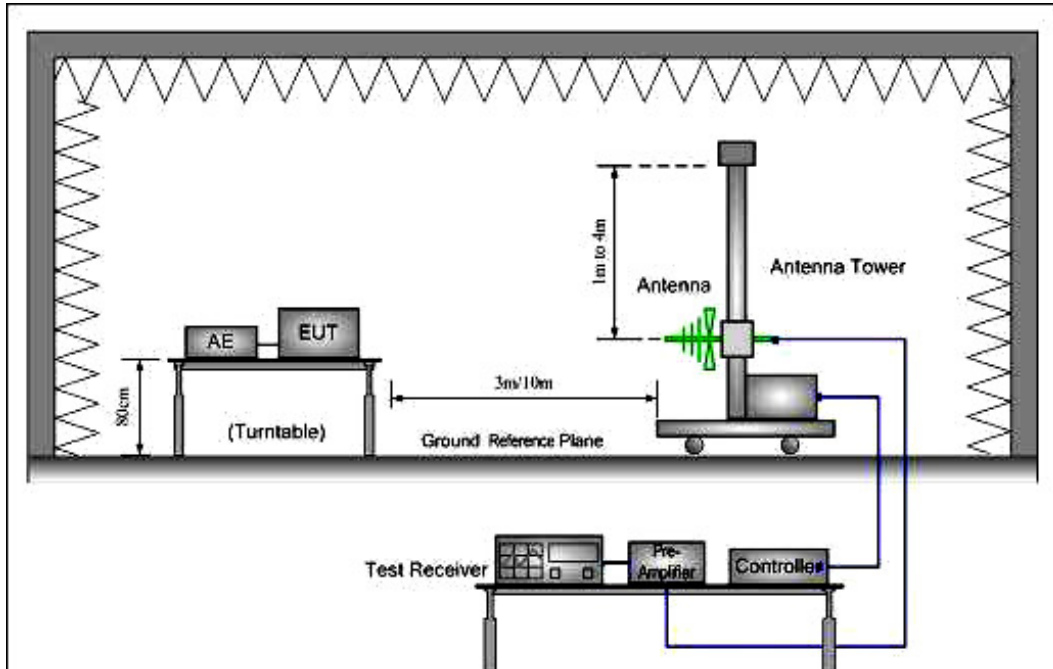 1m to 4m
Antenna
Antenna Tower
AE
EUT
80cm
3m/10m
(Turntable)
Ground Reference Plane
Test Receiver
Pre-
Amplifier
Controller